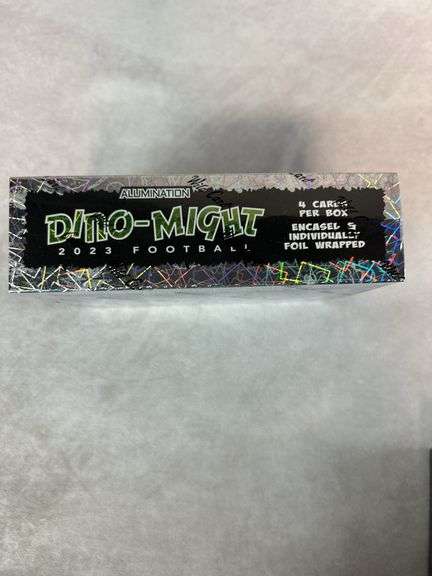 ALUMINATION
DINO-MIGHT
2023 FOOTBALL
4 CARDS
PER BOX
ENCASED &
INDIVIDUALLY
FOIL WRAPPED